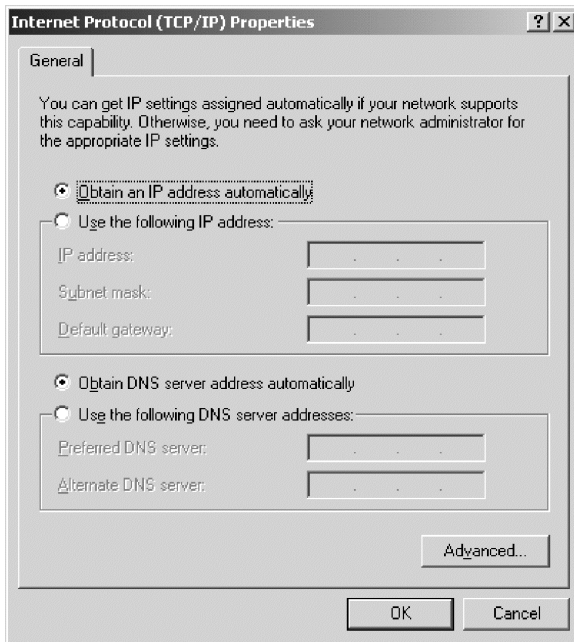 Internet Protocol (TCP/IP) Properties
General
You can get IP settings assigned automatically if your network supports
this capability. Otherwise, you need to ask your network administrator for
the appropriate IP settings.
Obtain an IP address automatically
Use the following IP address:
IP address:
Subnet mask:
Default gateway:
Obtain DNS server address automatically
Use the following DNS server addresses:
Preferred DNS server:
Alternate DNS server:
Advanced...
OK Cancel